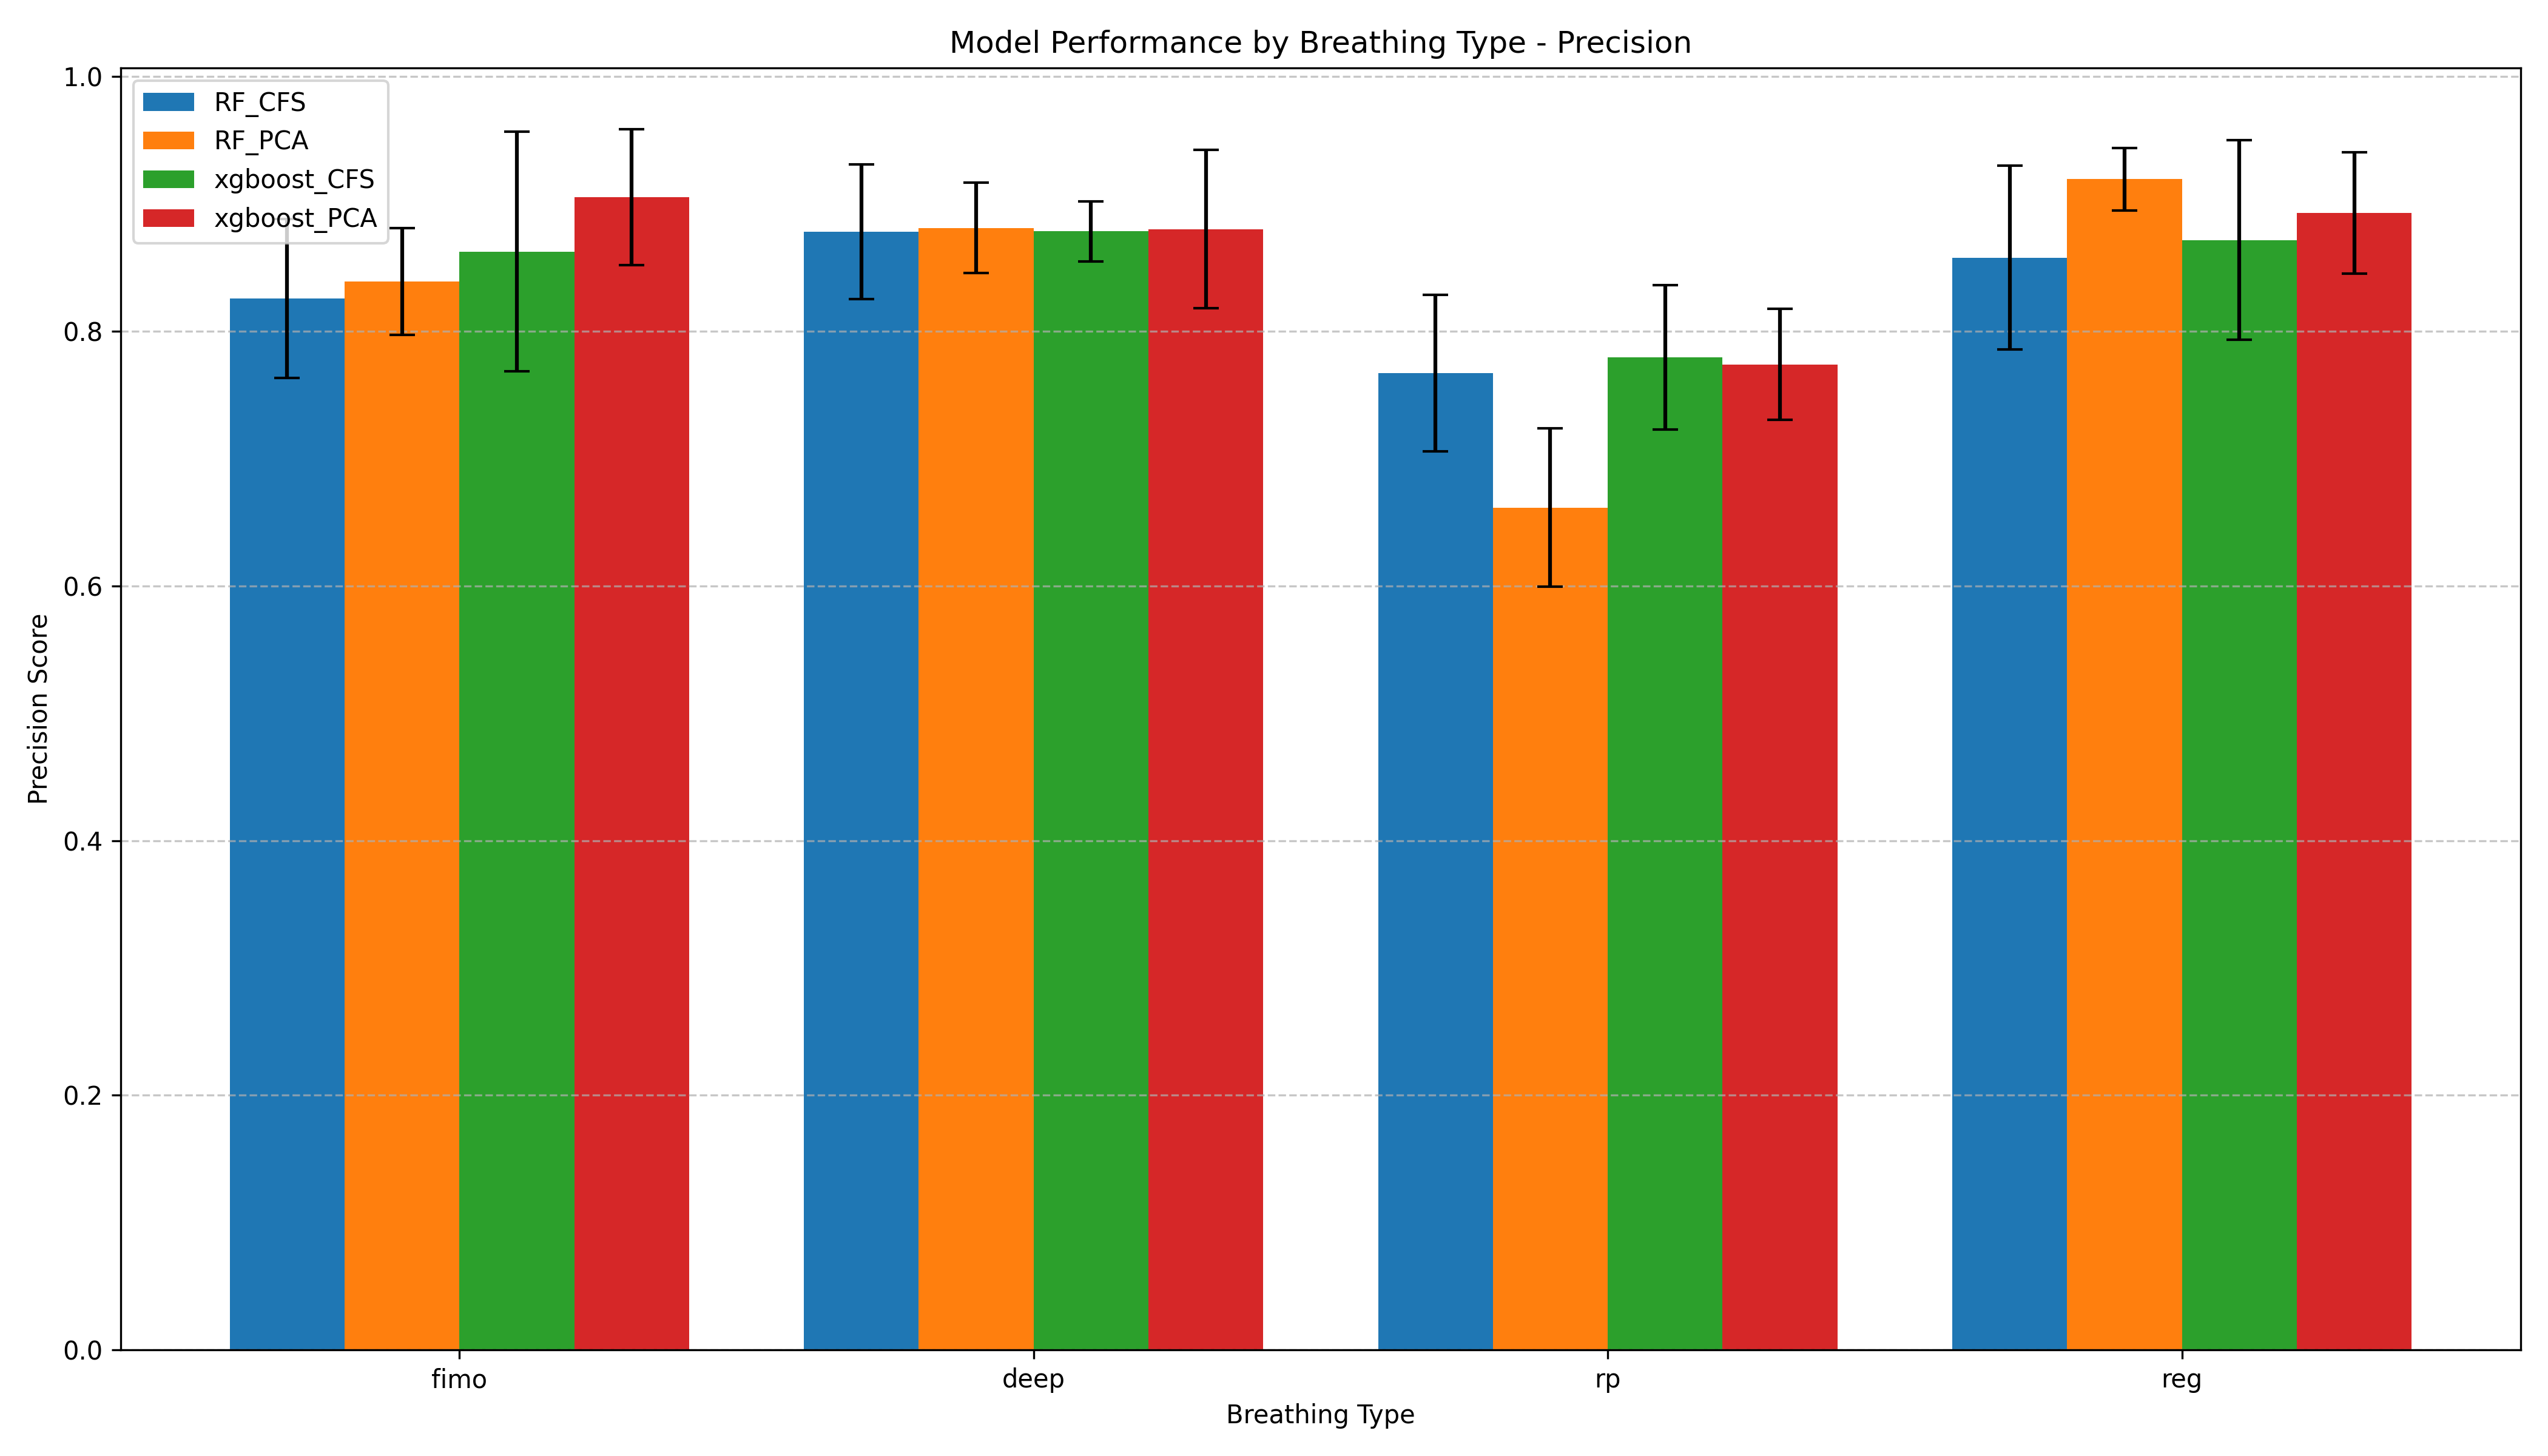 Model Performance by Breathing Type - Precision
RF_CFS
RF_PCA
xgboost_CFS
xgboost_PCA
Precision Score
1.0
0.8
0.6
0.4
0.2
0.0
fimo
deep
rp
reg
Breathing Type